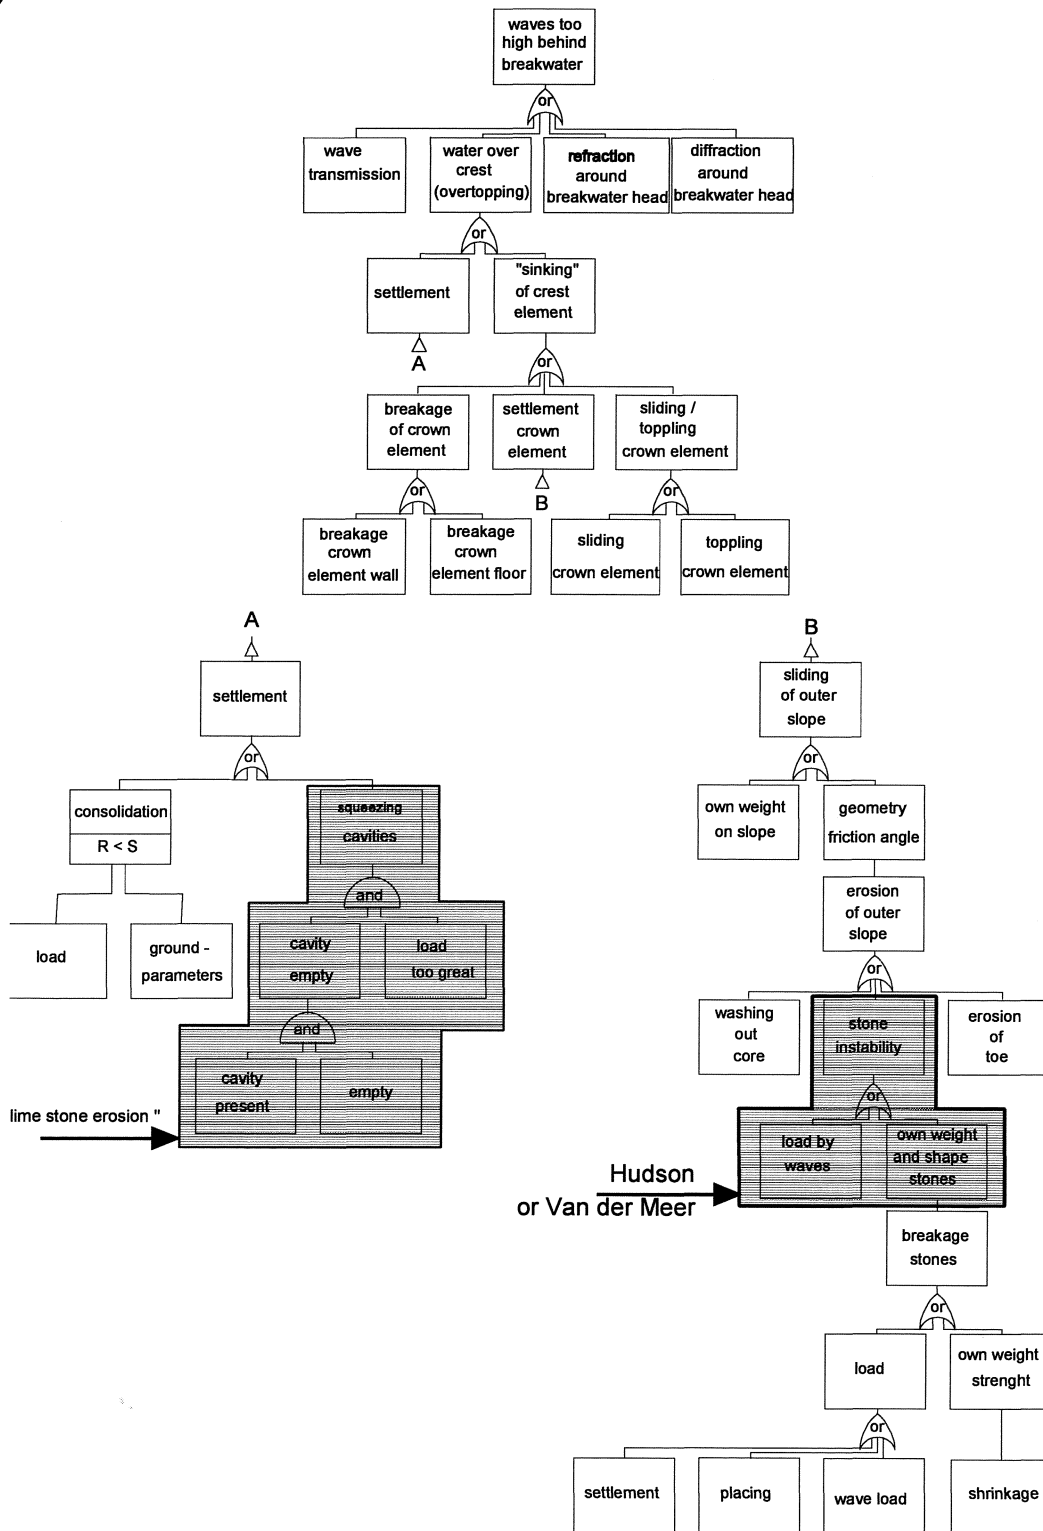 waves too
high behind
breakwater
or
wave
transmission
water over
crest
(overtopping)
refraction
around
breakwater head
diffraction
around
breakwater head
or
settlement
"sinking"
of crest
element
A
or
breakage
of crown
element
settlement
crown
element
sliding /
toppling
crown element
or
B
or
breakage
crown
element wall
breakage
crown
element floor
sliding
crown element
toppling
crown element
A
settlement
or
consolidation
R < S
squeezing
cavities
and
load
ground -
parameters
cavity
empty
load
too great
and
cavity
present
empty
lime stone erosion "
B
sliding
of outer
slope
or
own weight
on slope
geometry
friction angle
erosion
of outer
slope
or
washing
out
core
stone
instability
erosion
of
toe
or
load by
waves
own weight
and shape
stones
Hudson
or Van der Meer
breakage
stones
or
load
own weight
strenght
or
settlement
placing
wave load
shrinkage